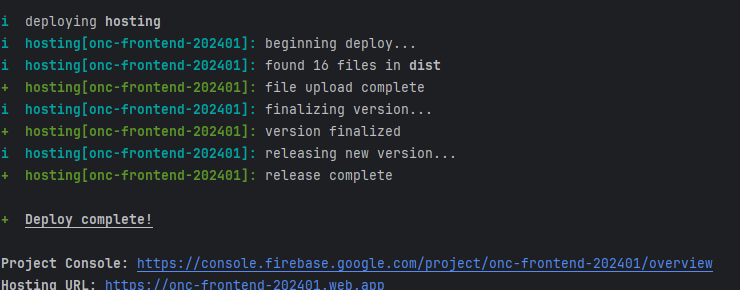 i  deploying hosting
i  hosting[onc-frontend-202401]: beginning deploy...
i  hosting[onc-frontend-202401]: found 16 files in dist
+  hosting[onc-frontend-202401]: file upload complete
i  hosting[onc-frontend-202401]: finalizing version...
+  hosting[onc-frontend-202401]: version finalized
i  hosting[onc-frontend-202401]: releasing new version...
+  hosting[onc-frontend-202401]: release complete
+  Deploy complete!
Project Console: https://console.firebase.google.com/project/onc-frontend-202401/overview
Hosting URL: https://onc-frontend-202401.web.app